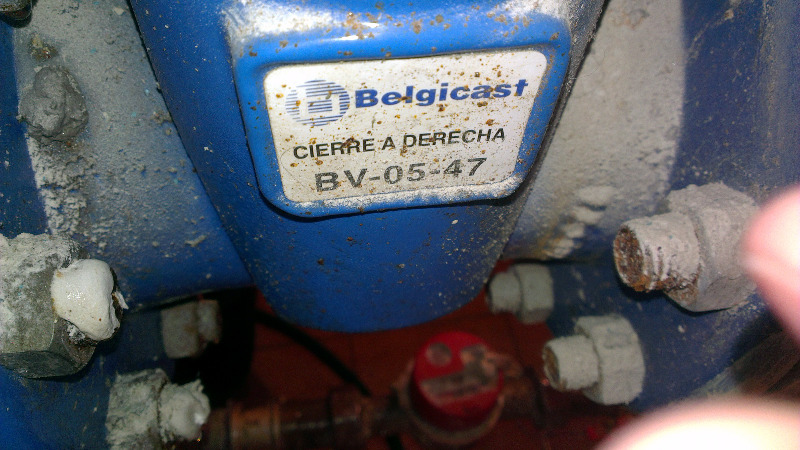 Belgicast
CIERRE A DERECHA
BV-05-47